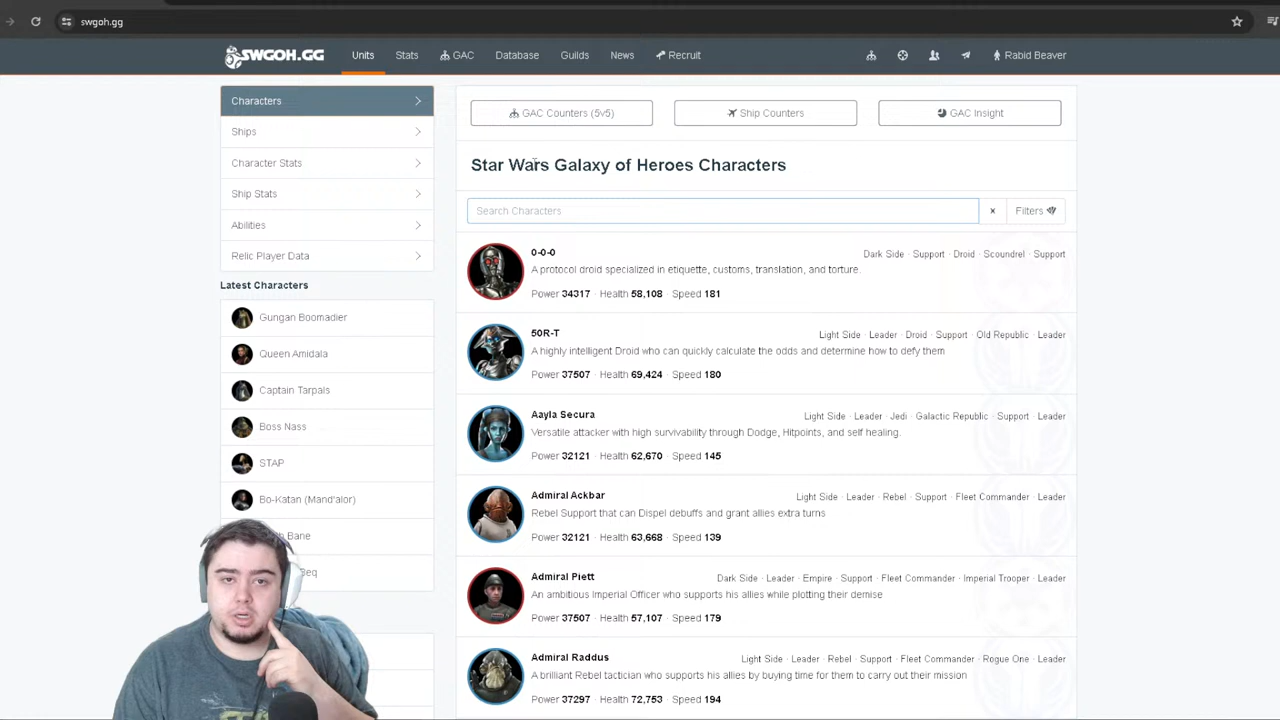 swgoh.gg
SWGOH.GG Units Stats GAC Database Guilds News Recruit Rabid Beaver
Characters
Ships
Character Stats
Ship Stats
Abilities
Relic Player Data
Latest Characters
Gungan Boomadier
Queen Amidala
Captain Tarpals
Boss Nass
STAP
Bo-Katan (Mand'alor)
Bane
GAC Counters (5v5) Ship Counters GAC Insight
Star Wars Galaxy of Heroes Characters
Search Characters × Filters
0-0-0 Dark Side · Support · Droid · Scoundrel · Support
A protocol droid specialized in etiquette, customs, translation, and torture.
Power 34317 · Health 58,108 · Speed 181
50R-T Light Side · Leader · Droid · Support · Old Republic · Leader
A highly intelligent Droid who can quickly calculate the odds and determine how to defy them
Power 37507 · Health 69,424 · Speed 180
Aayla Secura Light Side · Leader · Jedi · Galactic Republic · Support · Leader
Versatile attacker with high survivability through Dodge, Hitpoints, and self healing.
Power 32121 · Health 62,670 · Speed 145
Admiral Ackbar Light Side · Leader · Rebel · Support · Fleet Commander · Leader
Rebel Support that can Dispel debuffs and grant allies extra turns
Power 32121 · Health 63,668 · Speed 139
Admiral Piett Dark Side · Leader · Empire · Support · Fleet Commander · Imperial Trooper · Leader
An ambitious Imperial Officer who supports his allies while plotting their demise
Power 37507 · Health 57,107 · Speed 179
Admiral Raddus Light Side · Leader · Rebel · Support · Fleet Commander · Rogue One · Leader
A brilliant Rebel tactician who supports his allies by buying time for them to carry out their mission
Power 37297 · Health 72,753 · Speed 194